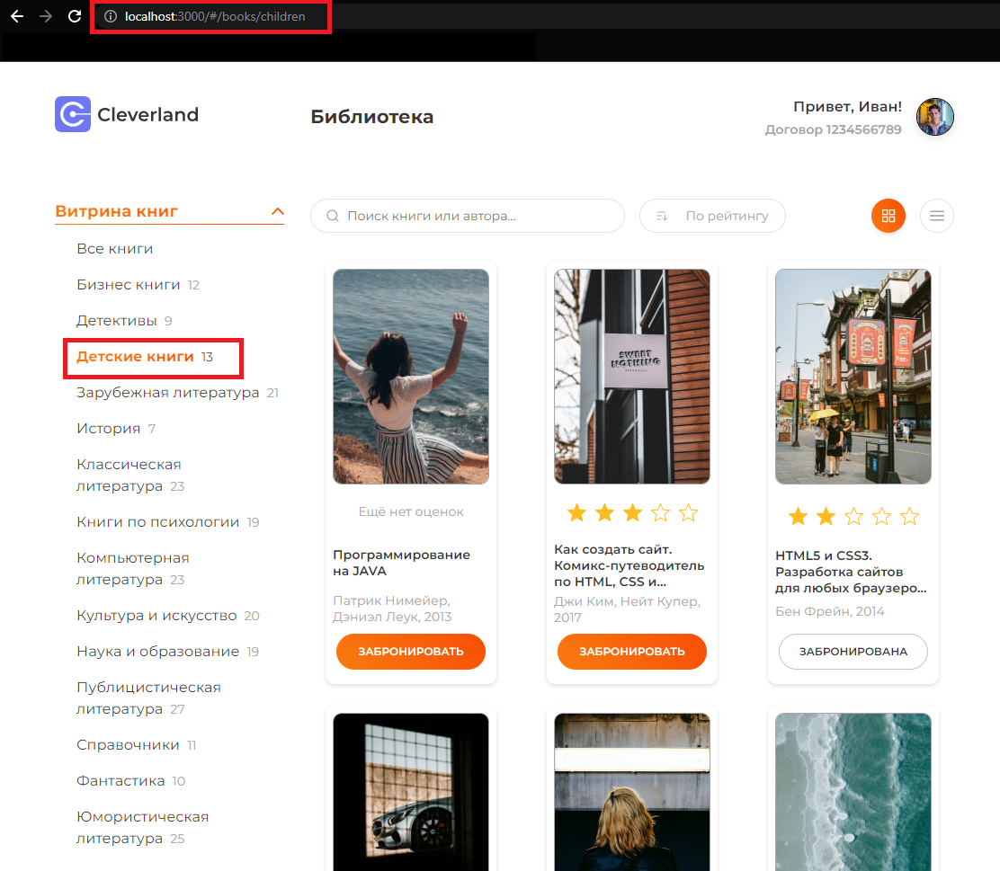 localhost:3000/#/books/children
Cleverland
Библиотека
Привет, Иван!
Договор 1234566789
Витрина книг
Поиск книги или автора...
По рейтингу
Все книги
Бизнес книги 12
Детективы 9
Детские книги 13
Зарубежная литература 21
История 7
Классическая
литература 23
Книги по психологии 19
Компьютерная
литература 23
Культура и искусство 20
Наука и образование 19
Публицистическая
литература 27
Справочники 11
Фантастика 10
Юмористическая
литература 25
Ещё нет оценок
Программирование
на JAVA
Патрик Нимейер,
Дэниэл Леук, 2013
ЗАБРОНИРОВАТЬ
SWEET
NOTHING
Как создать сайт.
Комикс-путеводитель
по HTML, CSS и...
Джи Ким, Нейт Купер,
2017
ЗАБРОНИРОВАТЬ
HTML5 и CSS3.
Разработка сайтов
для любых браузеро...
Бен Фрейн, 2014
ЗАБРОНИРОВАНА